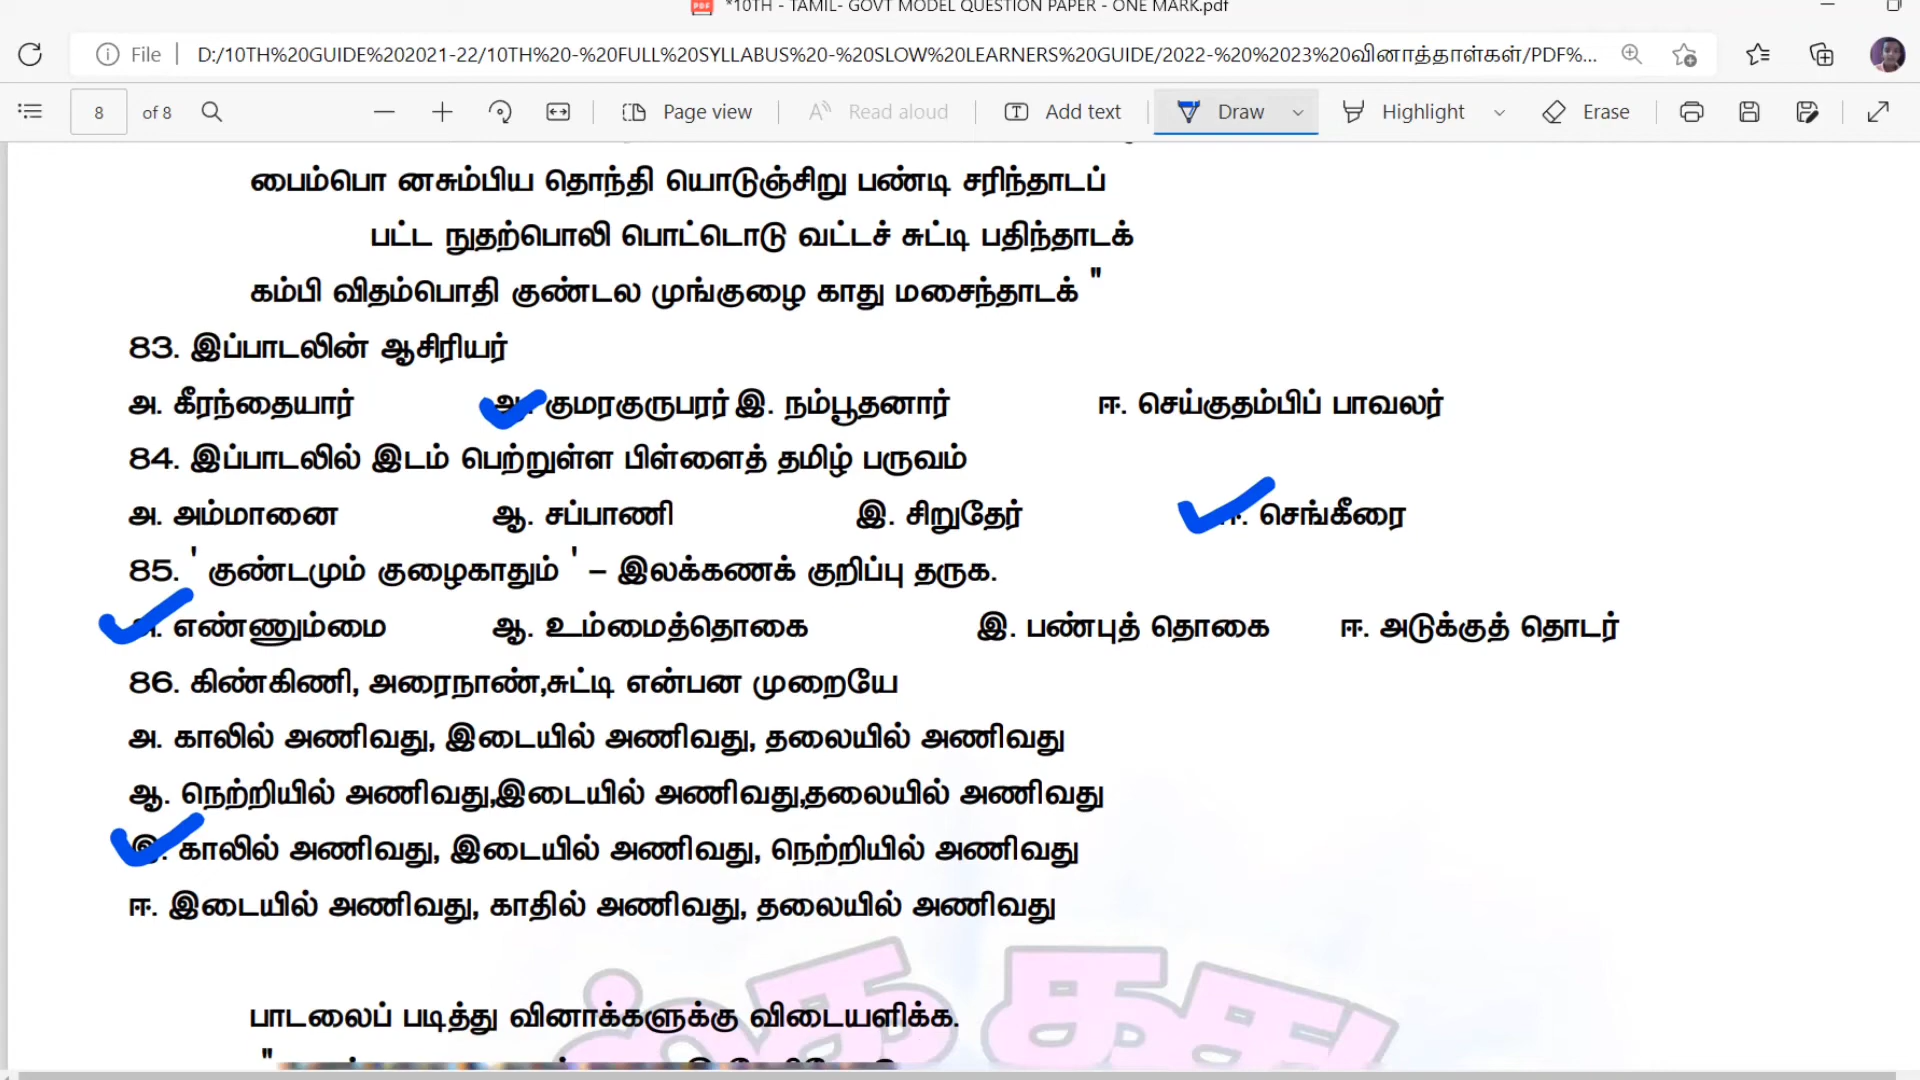 *10TH - TAMIL- GOVT MODEL QUESTION PAPER - ONE MARK.pdf
File | D:/10TH%20GUIDE%202021-22/10TH%20-%20FULL%20SYLLABUS%20-%20SLOW%20LEARNERS%20GUIDE/2022-%20%202023%20வினாத்தாள்கள்/PDF%...
8 of 8 Page view Read aloud Add text Draw Highlight Erase
பைம்பொ னசும்பிய தொந்தி யொடுஞ்சிறு பண்டி சரிந்தாடப்
பட்ட நுதற்பொலி பொட்டொடு வட்டச் சுட்டி பதிந்தாடக்
கம்பி விதம்பொதி குண்டல முங்குழை காது மசைந்தாடக் "
83. இப்பாடலின் ஆசிரியர்
அ. கீரந்தையார் ஆ. குமரகுருபரர் இ. நம்பூதனார் ஈ. செய்குதம்பிப் பாவலர்
84. இப்பாடலில் இடம் பெற்றுள்ள பிள்ளைத் தமிழ் பருவம்
அ. அம்மானை ஆ. சப்பாணி இ. சிறுதேர் ஈ. செங்கீரை
85. ' குண்டமும் குழைகாதும் ' – இலக்கணக் குறிப்பு தருக.
அ. எண்ணும்மை ஆ. உம்மைத்தொகை இ. பண்புத் தொகை ஈ. அடுக்குத் தொடர்
86. கிண்கிணி, அரைநாண்,சுட்டி என்பன முறையே
அ. காலில் அணிவது, இடையில் அணிவது, தலையில் அணிவது
ஆ. நெற்றியில் அணிவது,இடையில் அணிவது,தலையில் அணிவது
இ. காலில் அணிவது, இடையில் அணிவது, நெற்றியில் அணிவது
ஈ. இடையில் அணிவது, காதில் அணிவது, தலையில் அணிவது
பாடலைப் படித்து வினாக்களுக்கு விடையளிக்க.